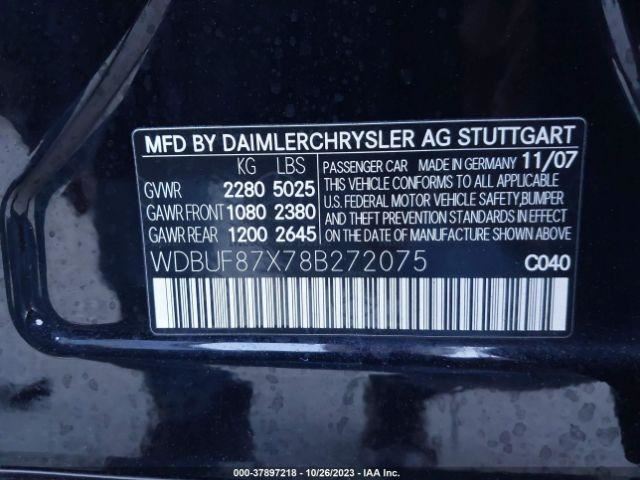 MFD BY DAIMLERCHRYSLER AG STUTTGART
KG LBS
GVWR 2280 5025
GAWR FRONT 1080 2380
GAWR REAR 1200 2645
PASSENGER CAR MADE IN GERMANY 11/07
THIS VEHICLE CONFORMS TO ALL APPLICABLE
U.S. FEDERAL MOTOR VEHICLE SAFETY,BUMPER
AND THEFT PREVENTION STANDARDS IN EFFECT
ON THE DATE OF MANUFACTURE SHOWN ABOVE.
WDBUF87X78B272075 C040
000-37897218 - 10/26/2023 - IAA Inc.